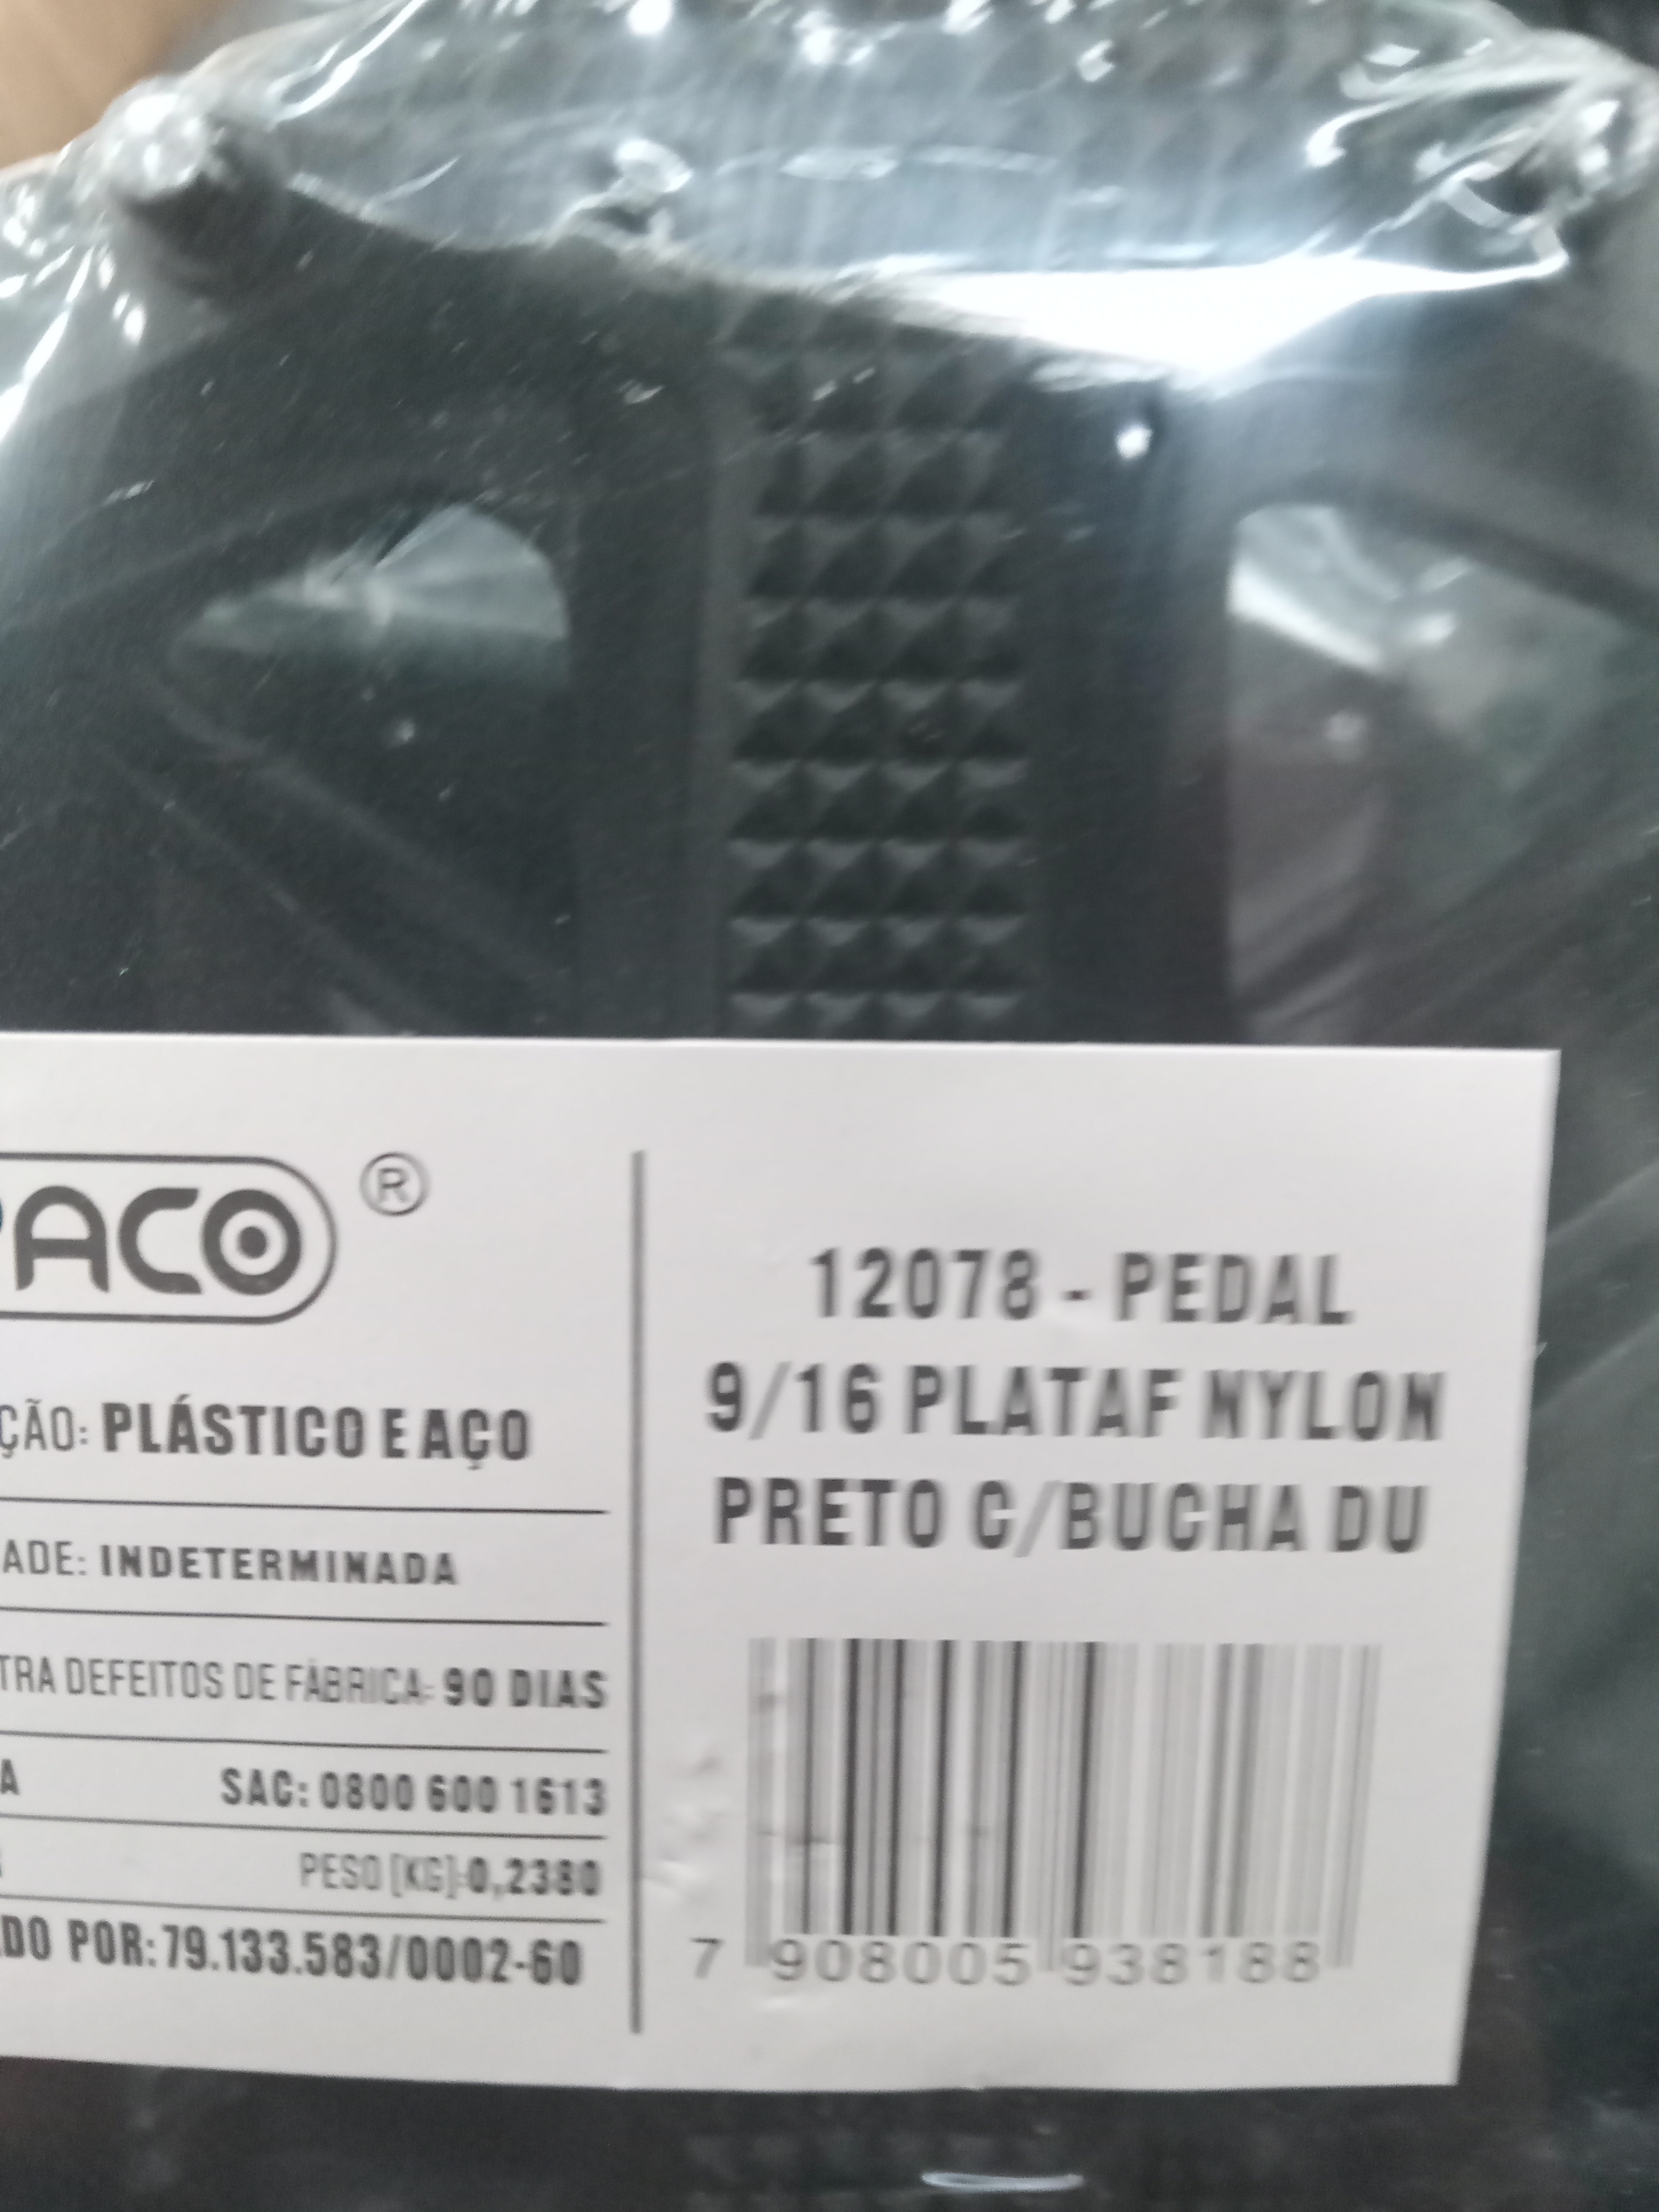 PACO®
ÇÃO: PLÁSTICO E AÇO
ADE: INDETERMINADA
TRA DEFEITOS DE FÁBRICA: 90 DIAS
A SAC: 0800 600 1613
PESO [KG]:0,2380
DO POR: 79.133.583/0002-60
12078 - PEDAL
9/16 PLATAF NYLON
PRETO C/BUCHA DU
7 908005 938188